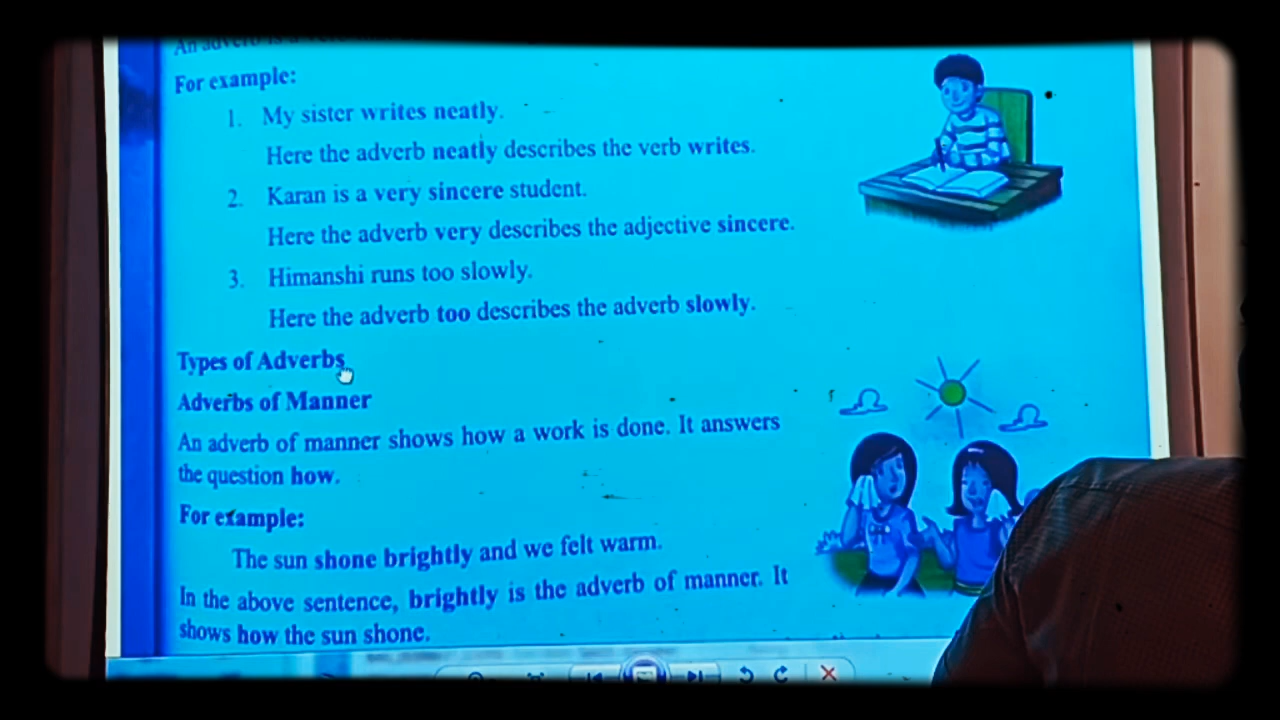 An adverb is a
For example:
1. My sister writes neatly.
Here the adverb neatly describes the verb writes.
2. Karan is a very sincere student.
Here the adverb very describes the adjective sincere.
3. Himanshi runs too slowly.
Here the adverb too describes the adverb slowly.
Types of Adverbs
Adverbs of Manner
An adverb of manner shows how a work is done. It answers
the question how.
For example:
The sun shone brightly and we felt warm.
In the above sentence, brightly is the adverb of manner. It
shows how the sun shone.